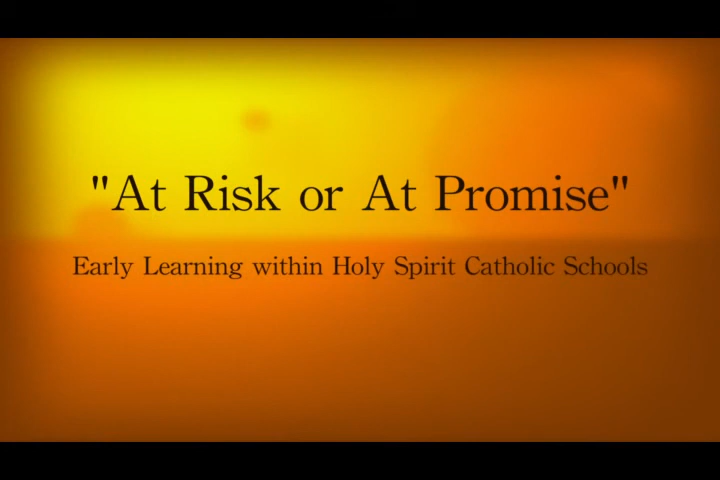 "At Risk or At Promise"
Early Learning within Holy Spirit Catholic Schools